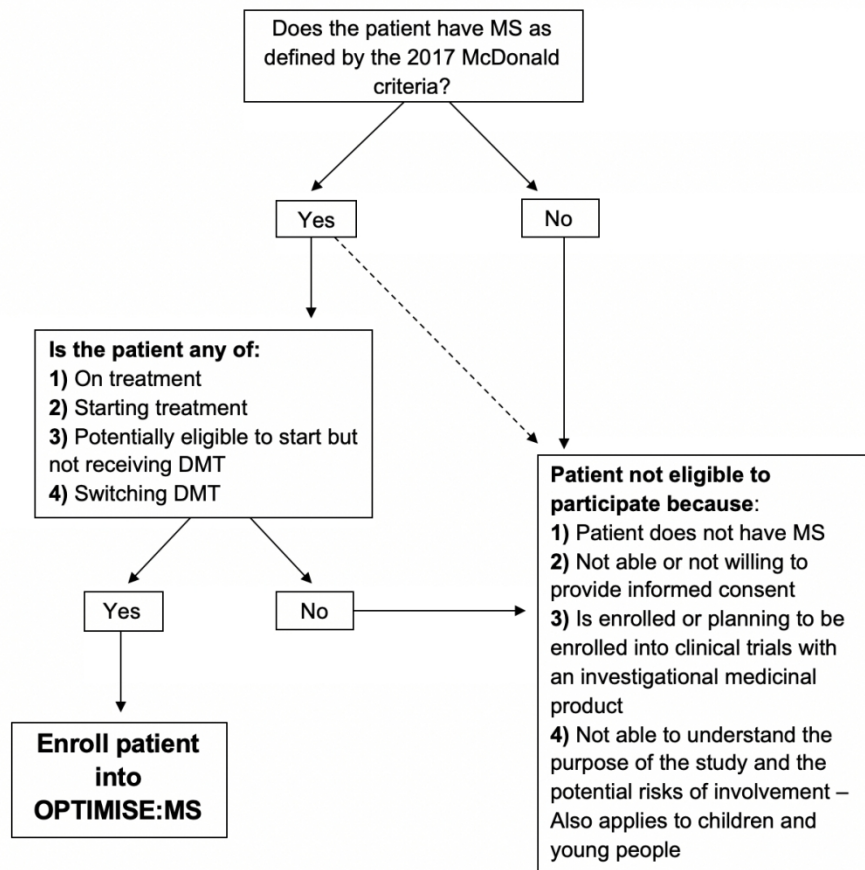 Does the patient have MS as
defined by the 2017 McDonald
criteria?
Yes
No
Is the patient any of:
1) On treatment
2) Starting treatment
3) Potentially eligible to start but
not receiving DMT
4) Switching DMT
Yes
No
Enroll patient
into
OPTIMISE:MS
Patient not eligible to
participate because:
1) Patient does not have MS
2) Not able or not willing to
provide informed consent
3) Is enrolled or planning to be
enrolled into clinical trials with
an investigational medicinal
product
4) Not able to understand the
purpose of the study and the
potential risks of involvement –
Also applies to children and
young people